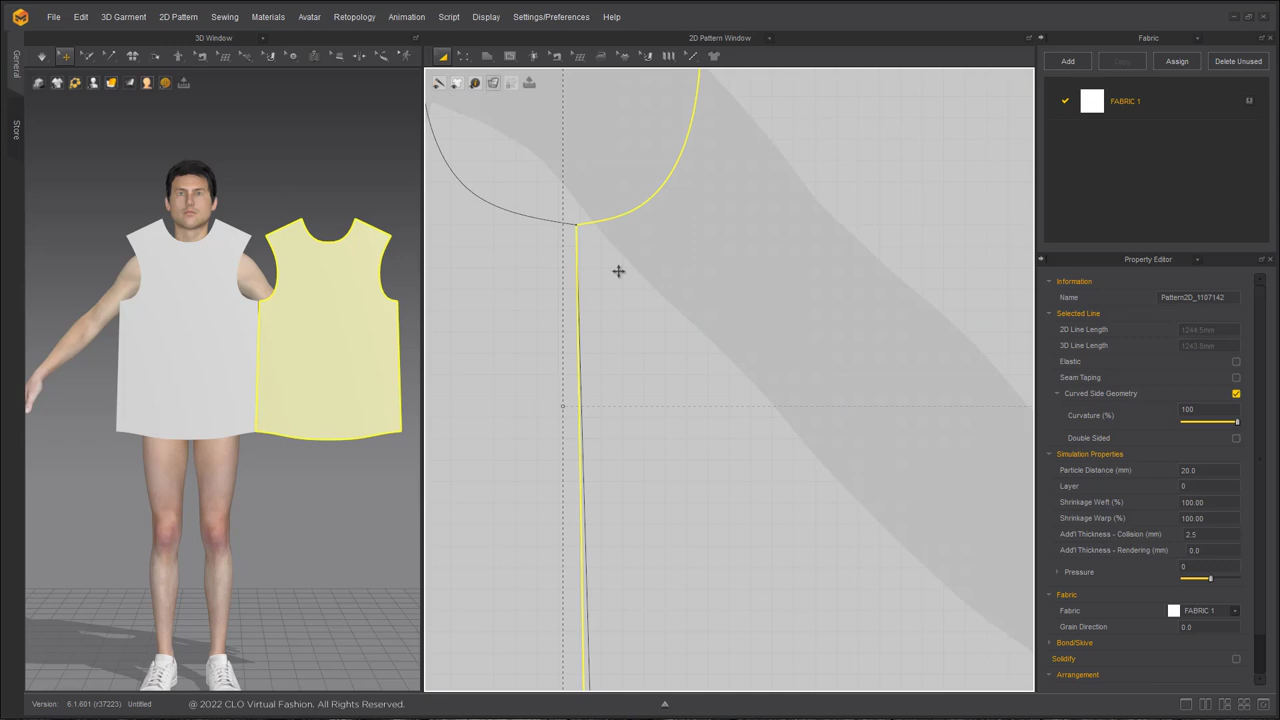 File Edit 3D Garment 2D Pattern Sewing Materials Avatar Retopology Animation Script Display Settings/Preferences Help
3D Window
2D Pattern Window
Fabric
General
Store
Add Assign Delete Unused
FABRIC 1
Property Editor
Information
Name Pattern2D_1107142
Selected Line
2D Line Length 1244.5mm
3D Line Length 1243.5mm
Elastic
Seam Taping
Curved Side Geometry
Curvature (%) 100
Double Sided
Simulation Properties
Particle Distance (mm) 20.0
Layer 0
Shrinkage Weft (%) 100.00
Shrinkage Warp (%) 100.00
Add'l Thickness - Collision (mm) 2.5
Add'l Thickness - Rendering (mm) 0.0
Pressure 0
Fabric
Fabric FABRIC 1
Grain Direction 0.0
Bond/Skive
Solidify
Arrangement
Version: 6.1.601 (r37223) Untitled @ 2022 CLO Virtual Fashion. All Rights Reserved.